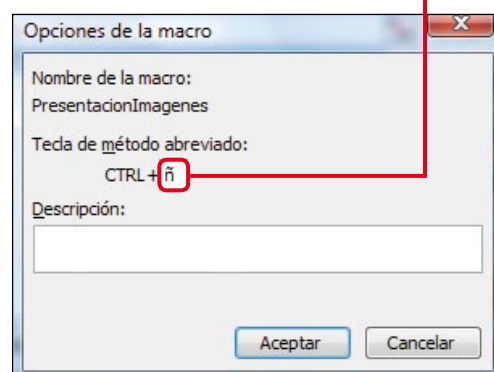 Opciones de la macro
Nombre de la macro:
PresentacionImagenes
Tecla de método abreviado:
CTRL+ ñ
Descripción:
Aceptar Cancelar